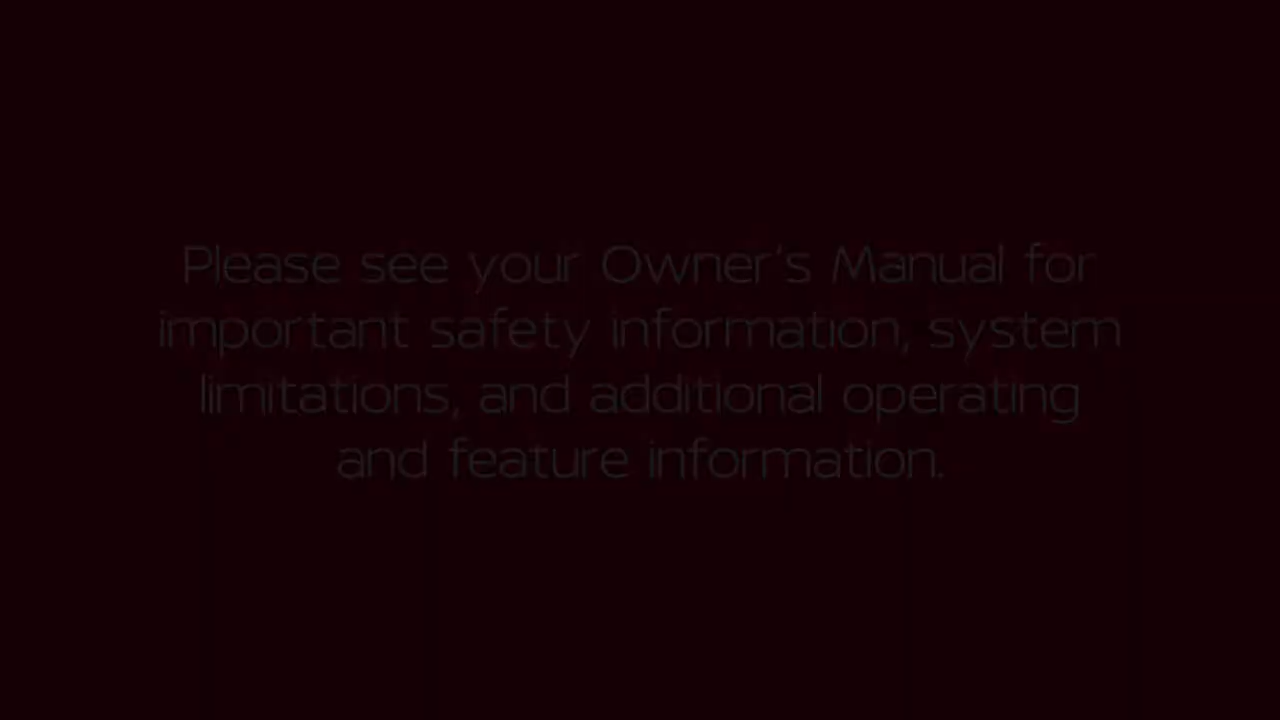 Please see your Owner's Manual for
important safety information, system
limitations, and additional operating
and feature information.